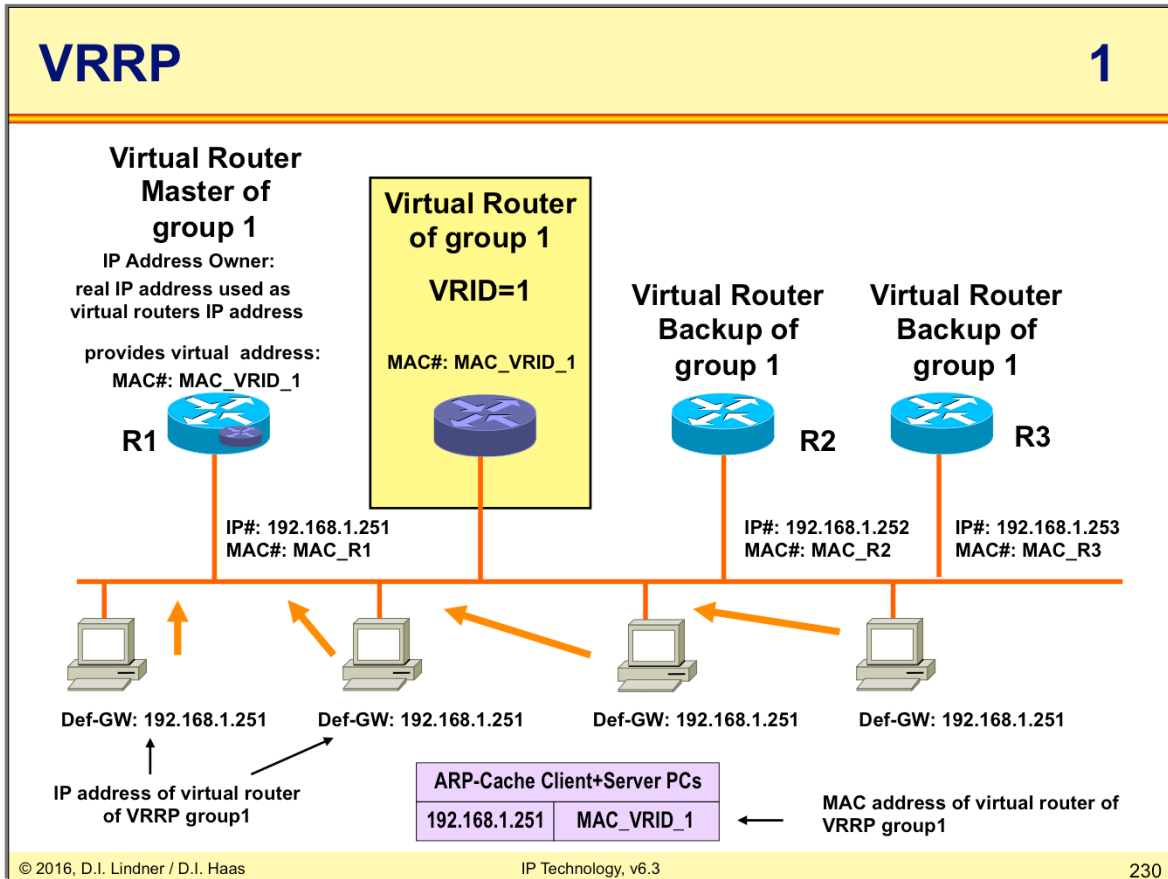 VRRP
1
Virtual Router
Master of
group 1
IP Address Owner:
real IP address used as
virtual routers IP address
provides virtual address:
MAC#: MAC_VRID_1
R1
IP#: 192.168.1.251
MAC#: MAC_R1
Virtual Router
of group 1
VRID=1
MAC#: MAC_VRID_1
Virtual Router
Backup of
group 1
R2
IP#: 192.168.1.252
MAC#: MAC_R2
Virtual Router
Backup of
group 1
R3
IP#: 192.168.1.253
MAC#: MAC_R3
Def-GW: 192.168.1.251
Def-GW: 192.168.1.251
Def-GW: 192.168.1.251
Def-GW: 192.168.1.251
IP address of virtual router
of VRRP group1
ARP-Cache Client+Server PCs
192.168.1.251 MAC_VRID_1
MAC address of virtual router of
VRRP group1
© 2016, D.I. Lindner / D.I. Haas
IP Technology, v6.3
230